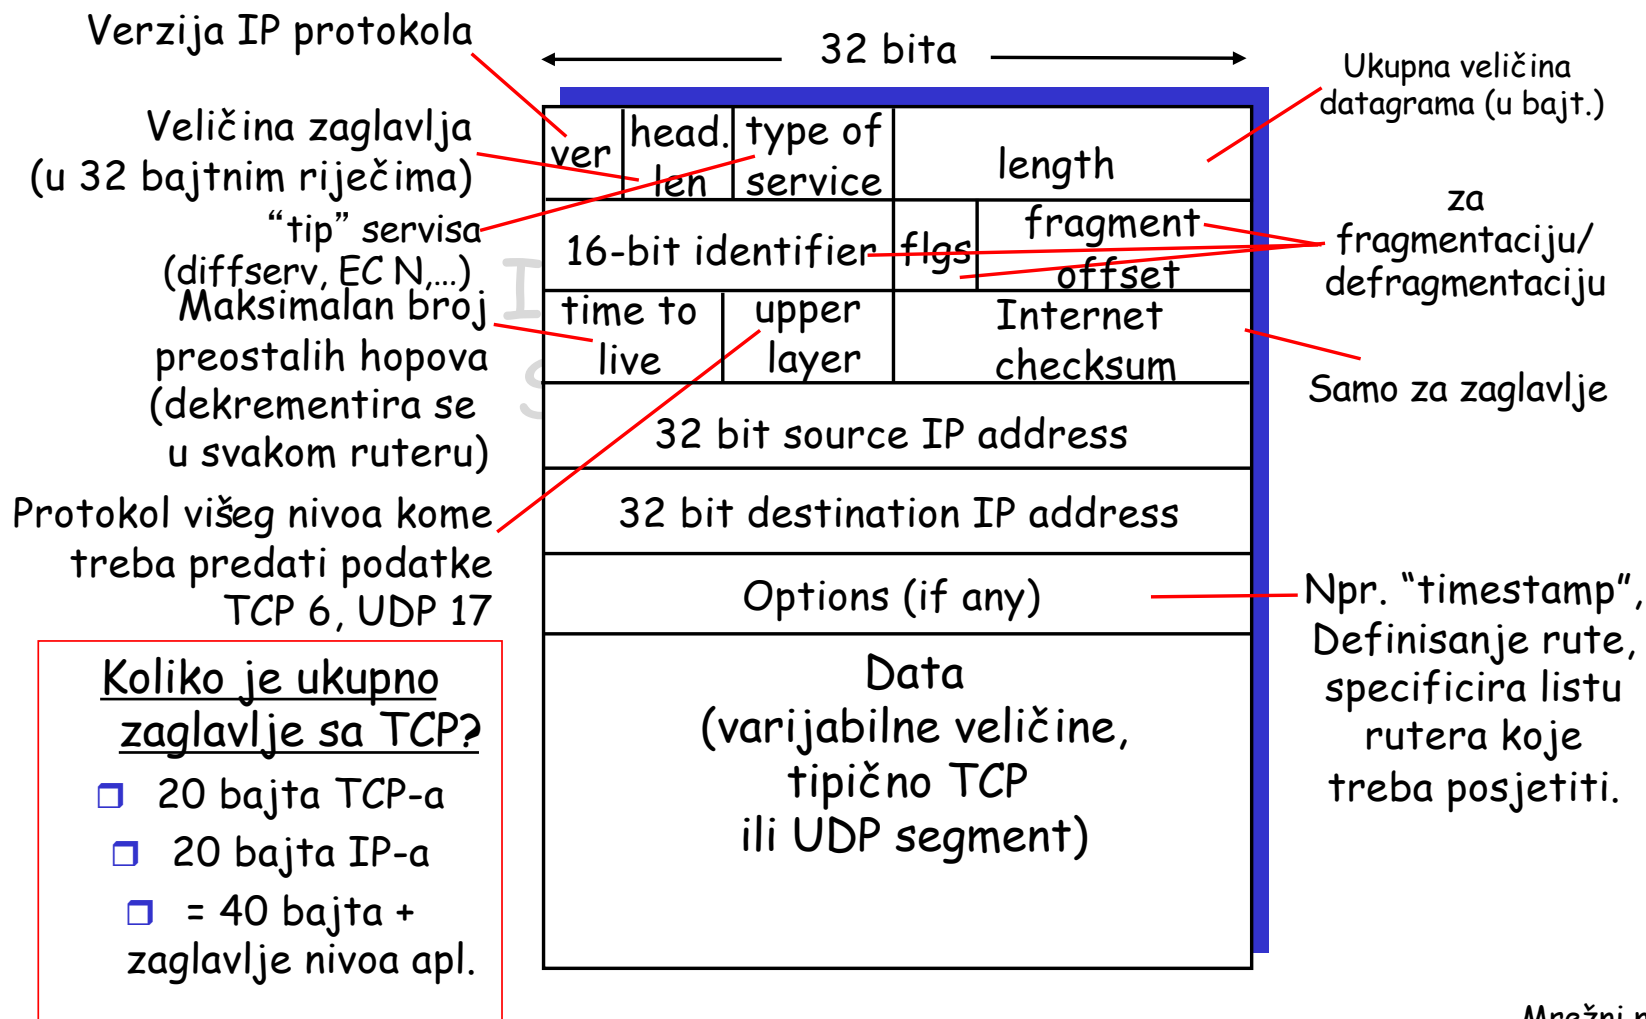 Verzija IP protokola
32 bita
Ukupna veličina
datagrama (u bajt.)
Veličina zaglavlja
(u 32 bajtnim riječima)
ver
head.
len
type of
service
length
"tip" servisa
(diffserv, EC N,...)
16-bit identifier
flgs
fragment
offset
za
fragmentaciju/
defragmentaciju
Maksimalan broj
preostalih hopova
(dekrementira se
u svakom ruteru)
time to
live
upper
layer
Internet
checksum
Samo za zaglavlje
32 bit source IP address
32 bit destination IP address
Protokol višeg nivoa kome
treba predati podatke
TCP 6, UDP 17
Options (if any)
Npr. "timestamp",
Definisanje rute,
specificira listu
rutera koje
treba posjetiti.
Data
(varijabilne veličine,
tipično TCP
ili UDP segment)
Koliko je ukupno
zaglavlje sa TCP?
20 bajta TCP-a
20 bajta IP-a
= 40 bajta +
zaglavlje nivoa apl.